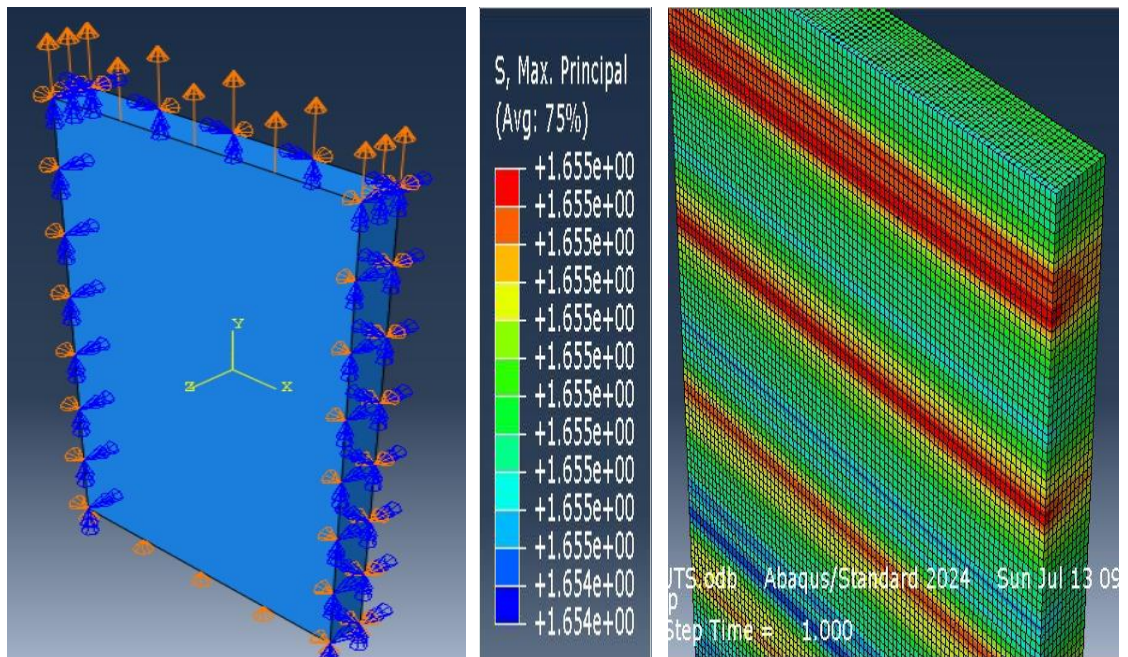 Y
Z
X
S, Max. Principal
(Avg: 75%)
+1.655e+00
+1.655e+00
+1.655e+00
+1.655e+00
+1.655e+00
+1.655e+00
+1.655e+00
+1.655e+00
+1.655e+00
+1.655e+00
+1.655e+00
+1.654e+00
+1.654e+00
UTS.odb Abaqus/Standard 2024 Sun Jul 13 09
p
Step Time = 1.000